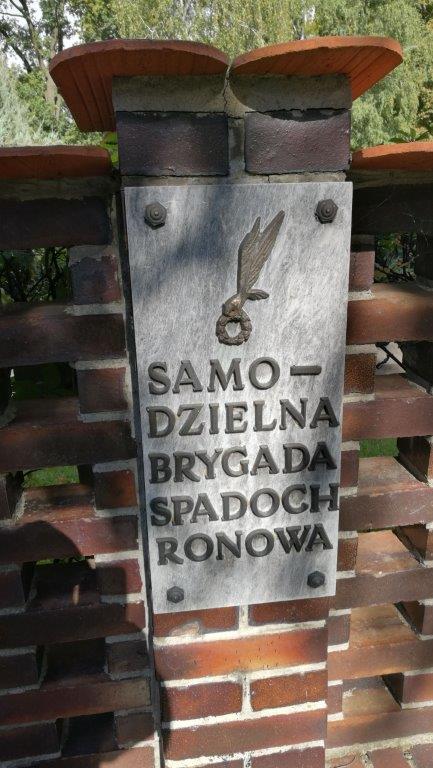 SAMO –
DZIELNA
BRYGADA
SPADOCH
RONOWA